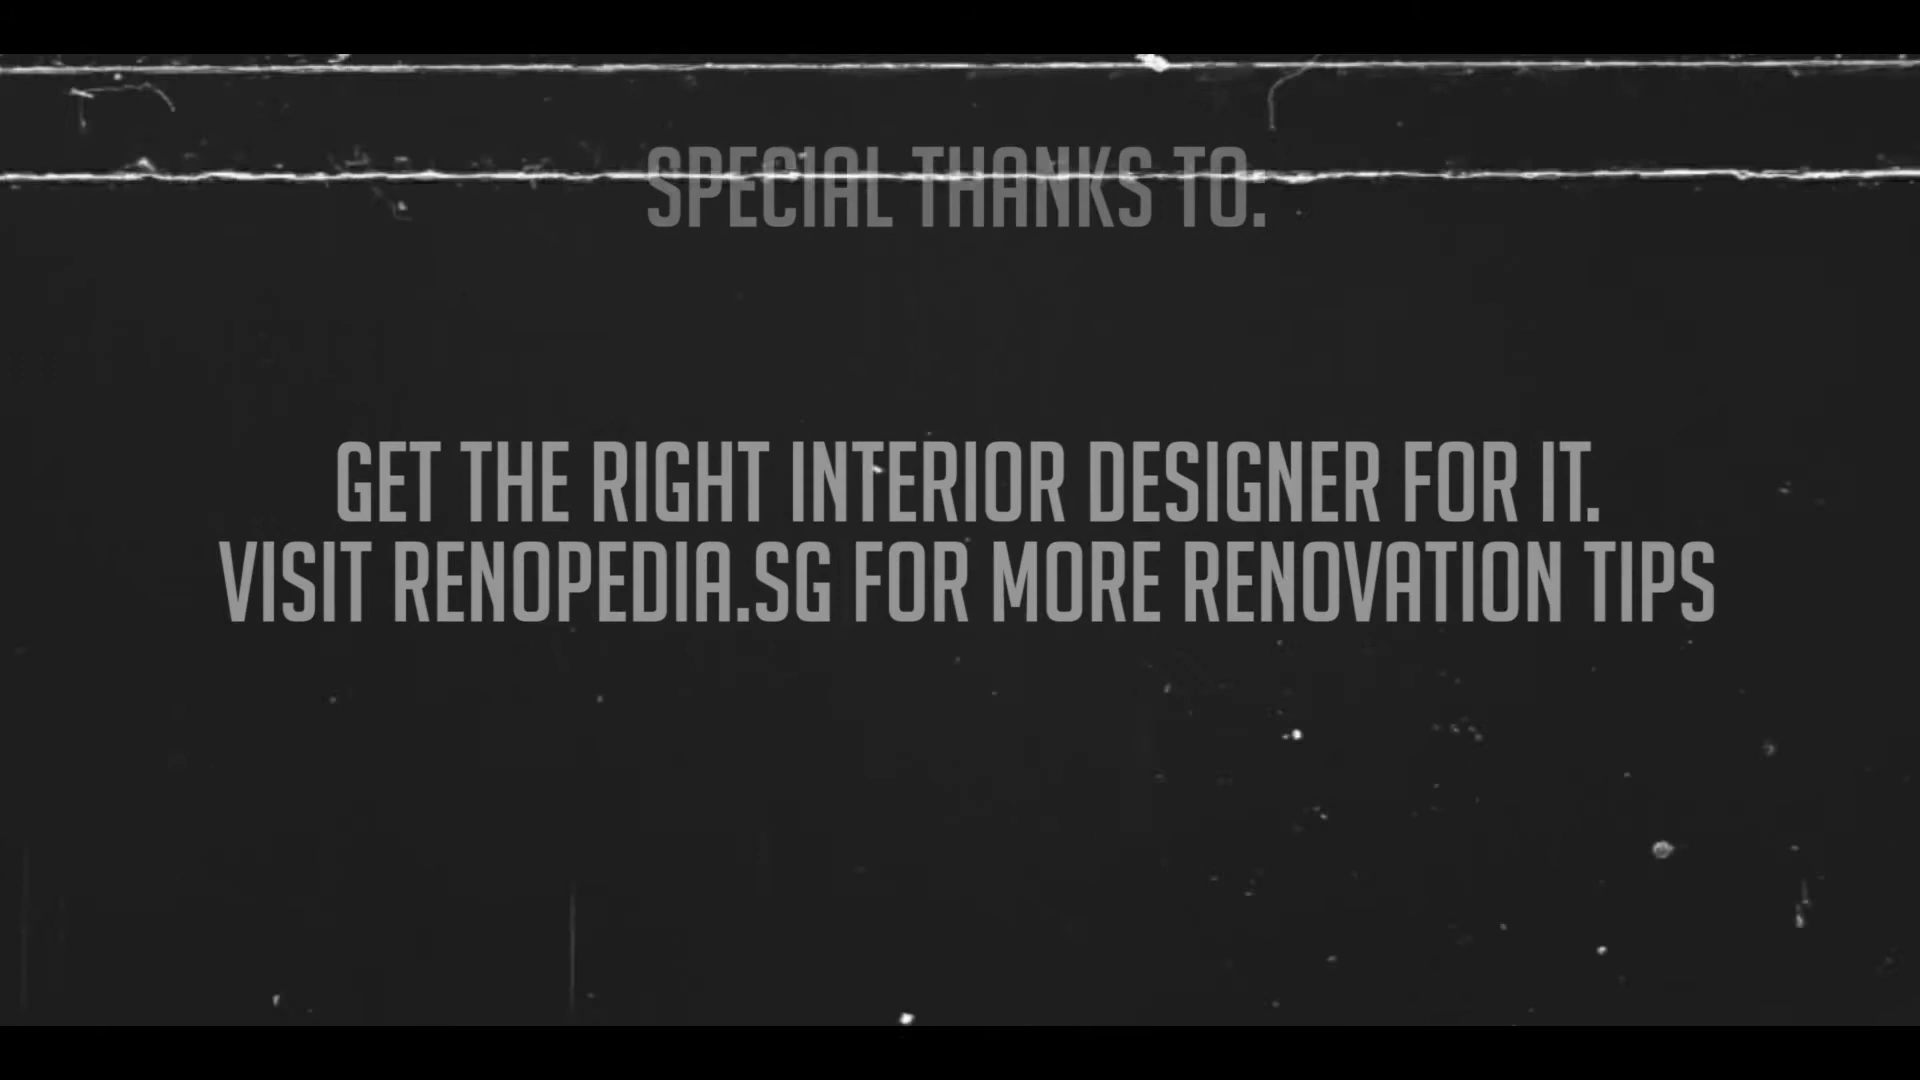 SPECIAL THANKS TO.
GET THE RIGHT INTERIOR DESIGNER FOR IT.
VISIT RENOPEDIA.SG FOR MORE RENOVATION TIPS